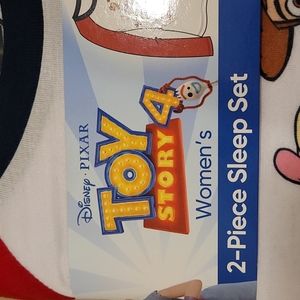 Disney · PIXAR
TOY
STORY 4
Women's
2-Piece Sleep Set